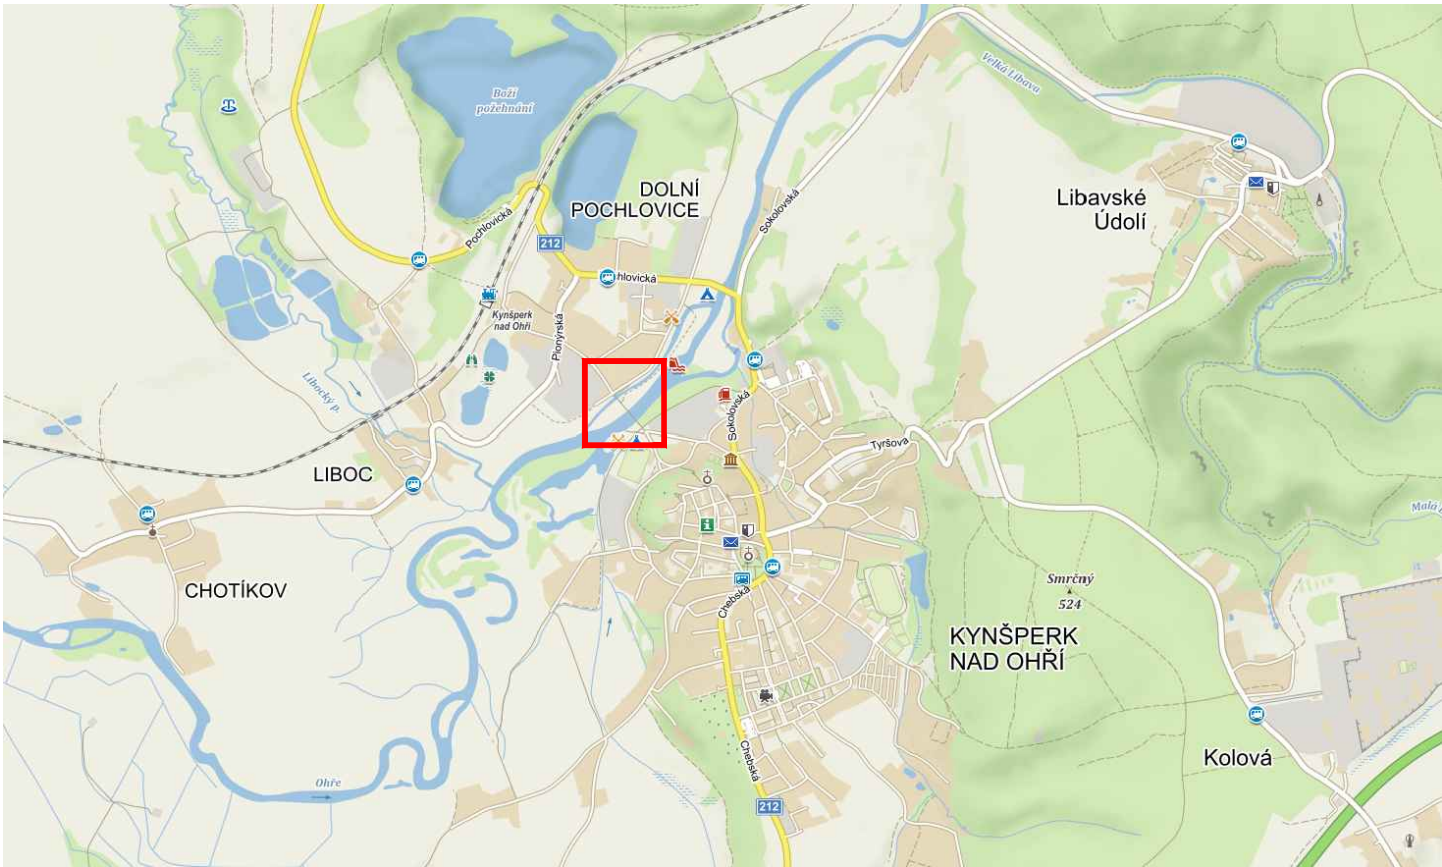 Boží
požehnání
Velká Libava
DOLNÍ
POCHLOVICE
Sokolovská
Libavské
Údolí
Pochlovická
212
hlovická
Kynšperk
nad Ohří
Pionýrská
Libocký p.
Sokolovská
Tyršova
LIBOC
Malá
CHOTÍKOV
Smrčný
524
Chebská
KYNŠPERK
NAD OHŘÍ
Kolová
Chebská
Ohře
212